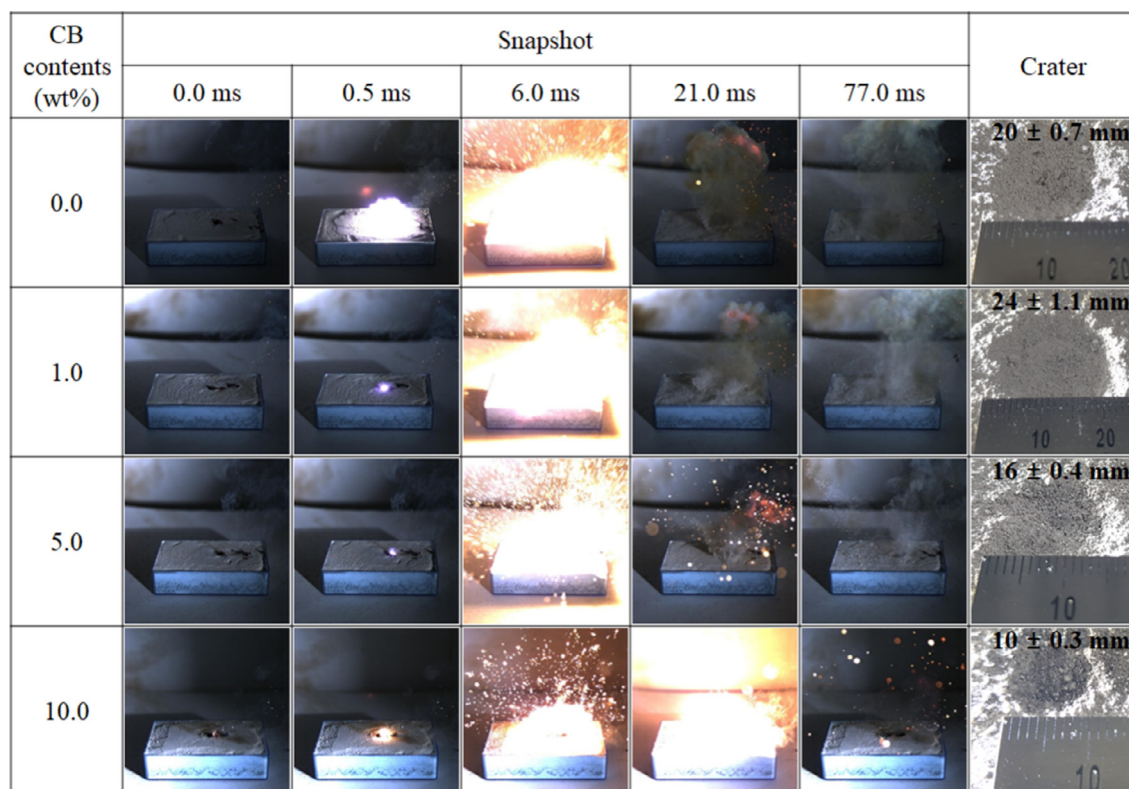 CB
contents
(wt%)
Snapshot
Crater
0.0 ms
0.5 ms
6.0 ms
21.0 ms
77.0 ms
0.0
20 ± 0.7 mm
10 20
1.0
24 ± 1.1 mm
10 20
5.0
16 ± 0.4 mm
10
10.0
10 ± 0.3 mm
10